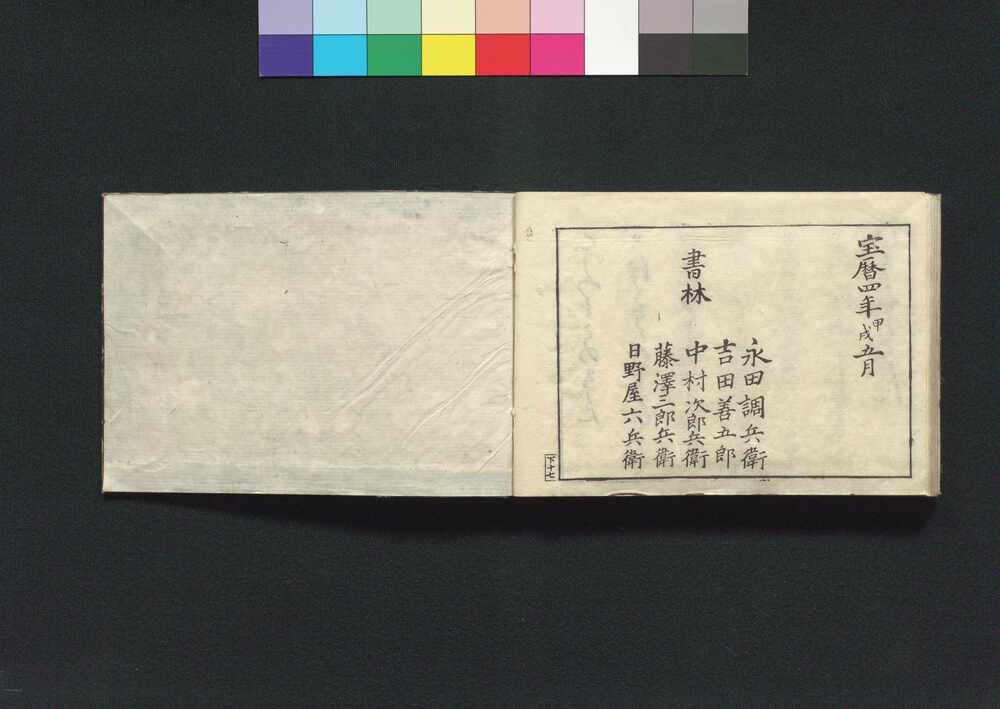 宝暦四年甲戌五月
書林
永田調兵衛
吉田善五郎
中村次郎兵衛
藤澤三郎兵衛
日野屋六兵衛
下十七